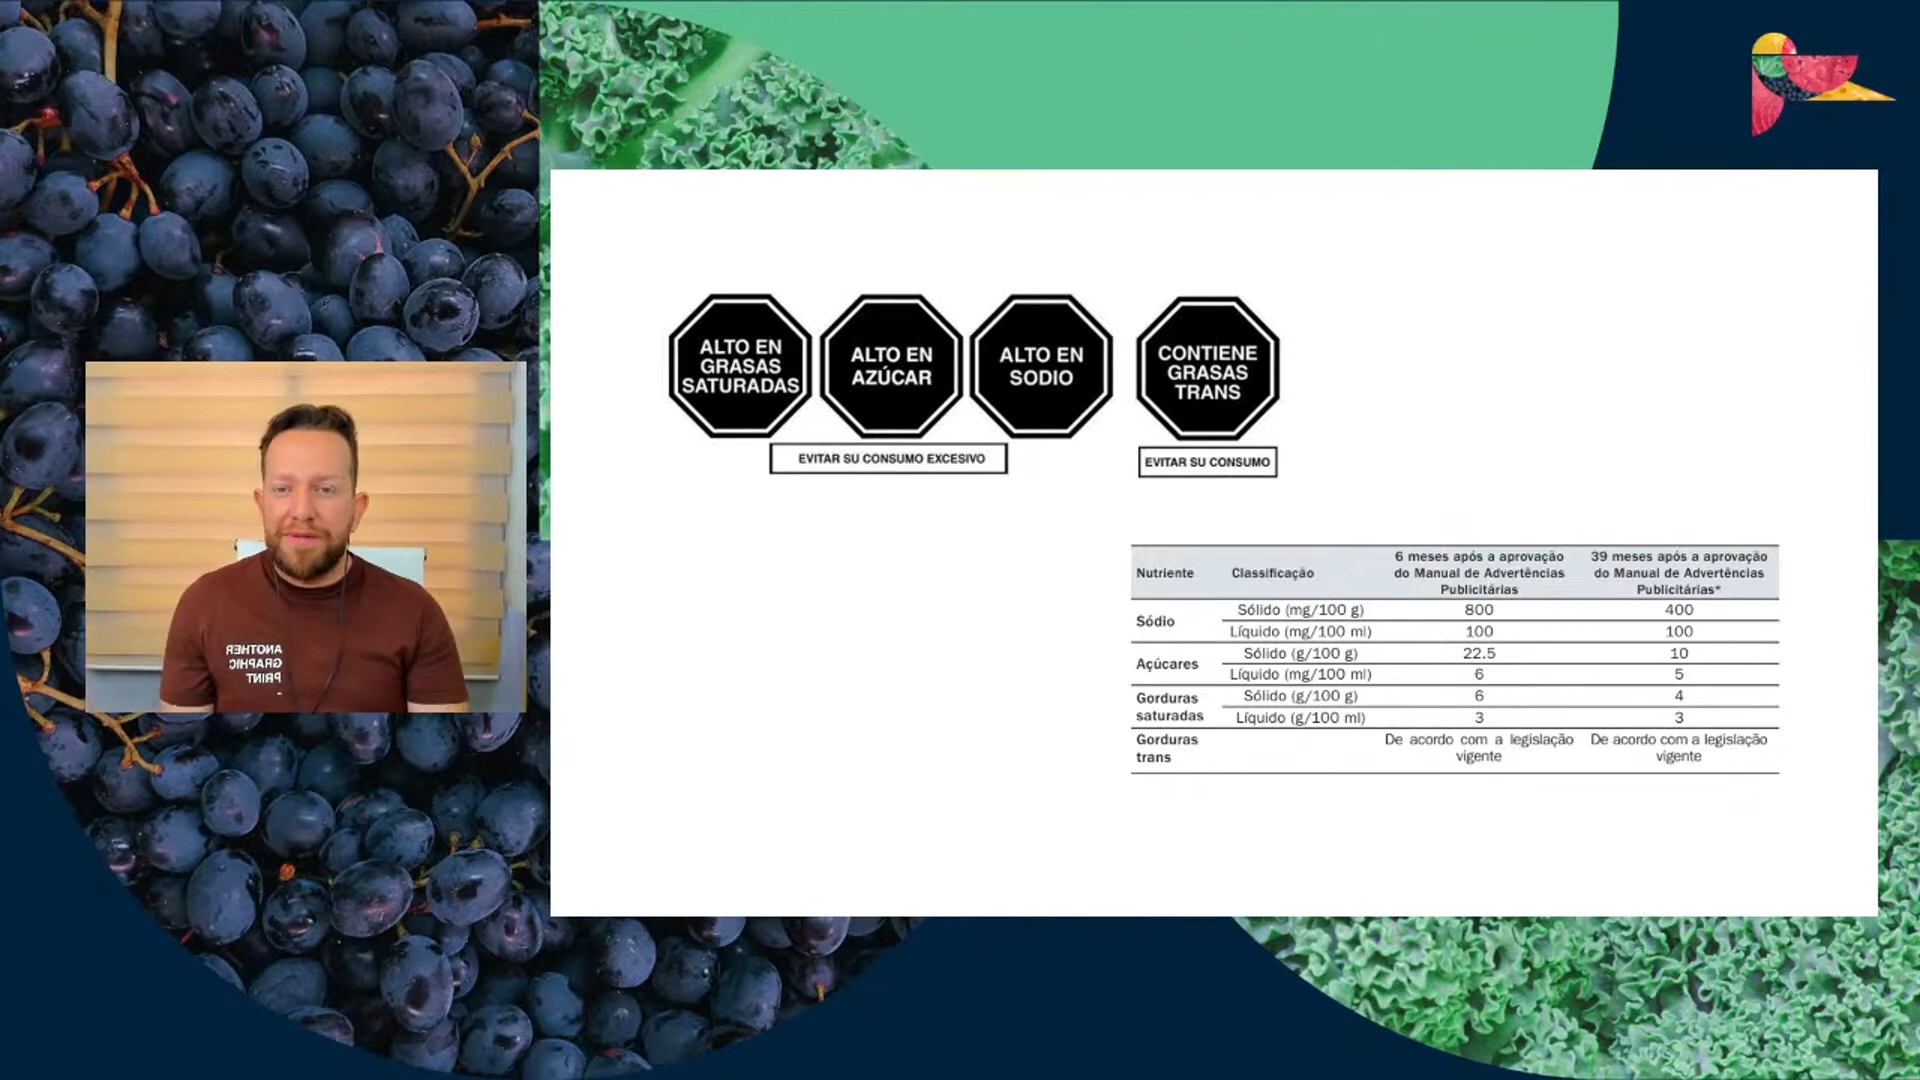 ALTO EN
GRASAS
SATURADAS
ALTO EN
AZÚCAR
ALTO EN
SODIO
CONTIENE
GRASAS
TRANS
EVITAR SU CONSUMO EXCESIVO
EVITAR SU CONSUMO
Nutriente Classificação 6 meses após a aprovação do Manual de Advertências Publicitárias 39 meses após a aprovação do Manual de Advertências Publicitárias*
Sódio Sólido (mg/100 g) 800 400
Líquido (mg/100 ml) 100 100
Açúcares Sólido (g/100 g) 22.5 10
Líquido (mg/100 ml) 6 5
Gorduras saturadas Sólido (g/100 g) 6 4
Líquido (g/100 ml) 3 3
Gorduras trans De acordo com a legislação vigente De acordo com a legislação vigente
ANOTHER
GRAPHIC
PRINT
-